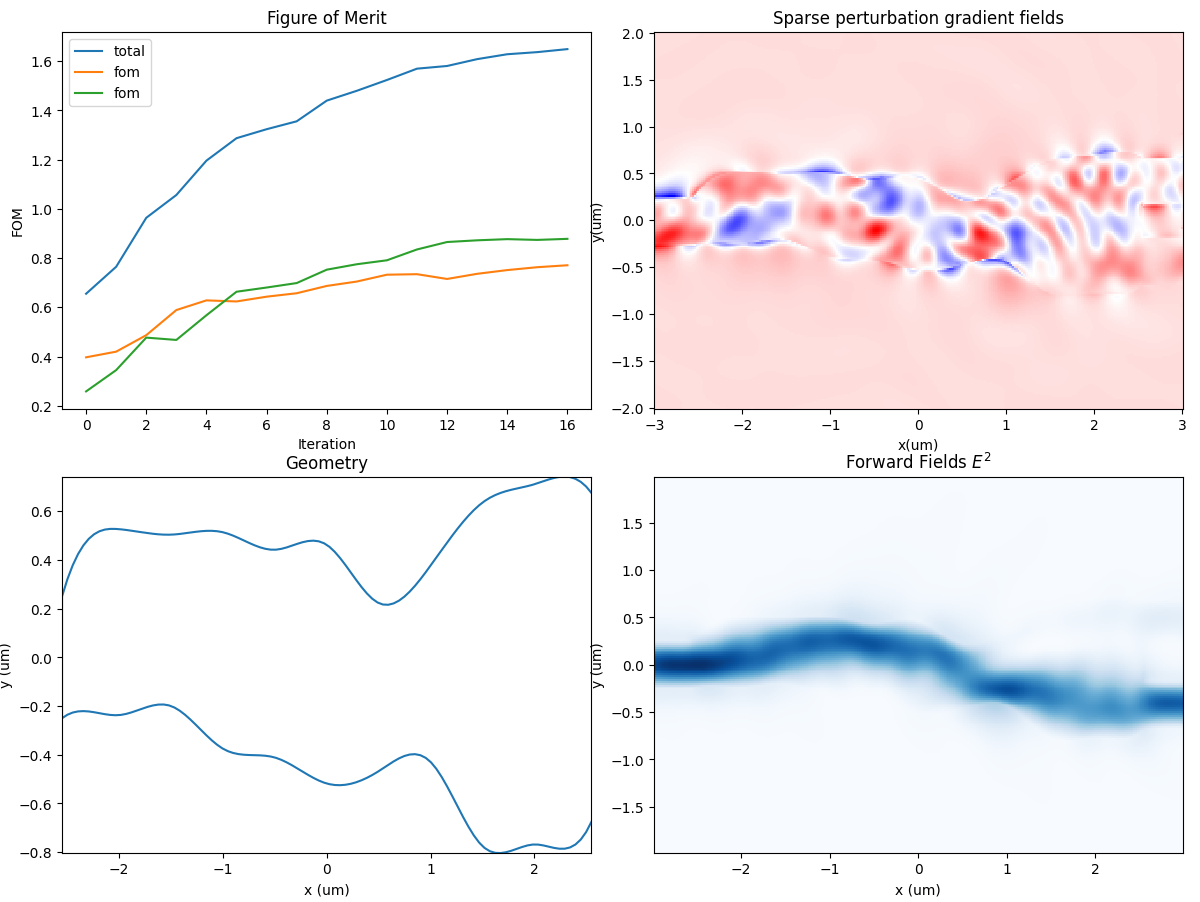 Figure of Merit
total
fom
fom
FOM
1.6
1.4
1.2
1.0
0.8
0.6
0.4
0.2
0 2 4 6 8 10 12 14 16
Iteration
Sparse perturbation gradient fields
y(um)
2.0
1.5
1.0
0.5
0.0
−0.5
−1.0
−1.5
−2.0
−3 −2 −1 0 1 2 3
x(um)
Geometry
y (um)
0.6
0.4
0.2
0.0
−0.2
−0.4
−0.6
−0.8
−2 −1 0 1 2
x (um)
Forward Fields E²
y (um)
1.5
1.0
0.5
0.0
−0.5
−1.0
−1.5
−2 −1 0 1 2
x (um)